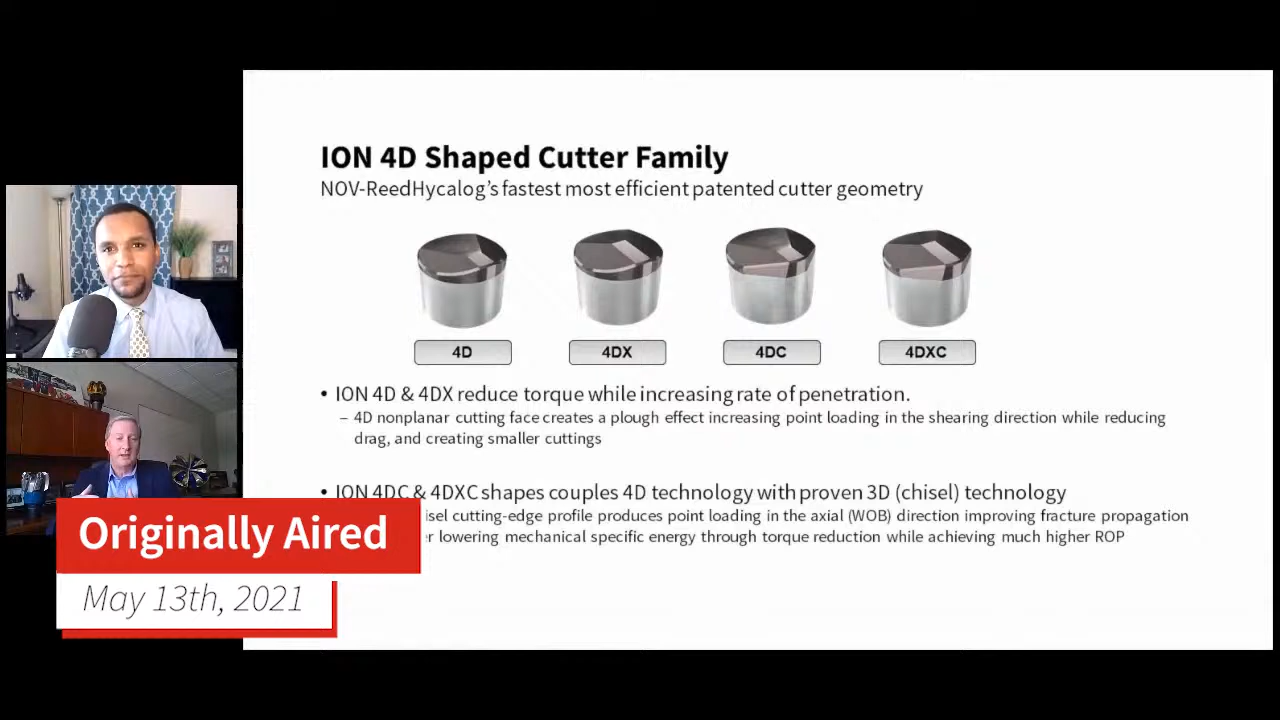 ION 4D Shaped Cutter Family
NOV-ReedHycalog's fastest most efficient patented cutter geometry
4D
4DX
4DC
4DXC
• ION 4D & 4DX reduce torque while increasing rate of penetration.
– 4D nonplanar cutting face creates a plough effect increasing point loading in the shearing direction while reducing
drag, and creating smaller cuttings
• ION 4DC & 4DXC shapes couples 4D technology with proven 3D (chisel) technology
cutting-edge profile produces point loading in the axial (WOB) direction improving fracture propagation
lowering mechanical specific energy through torque reduction while achieving much higher ROP
Originally Aired
May 13th, 2021